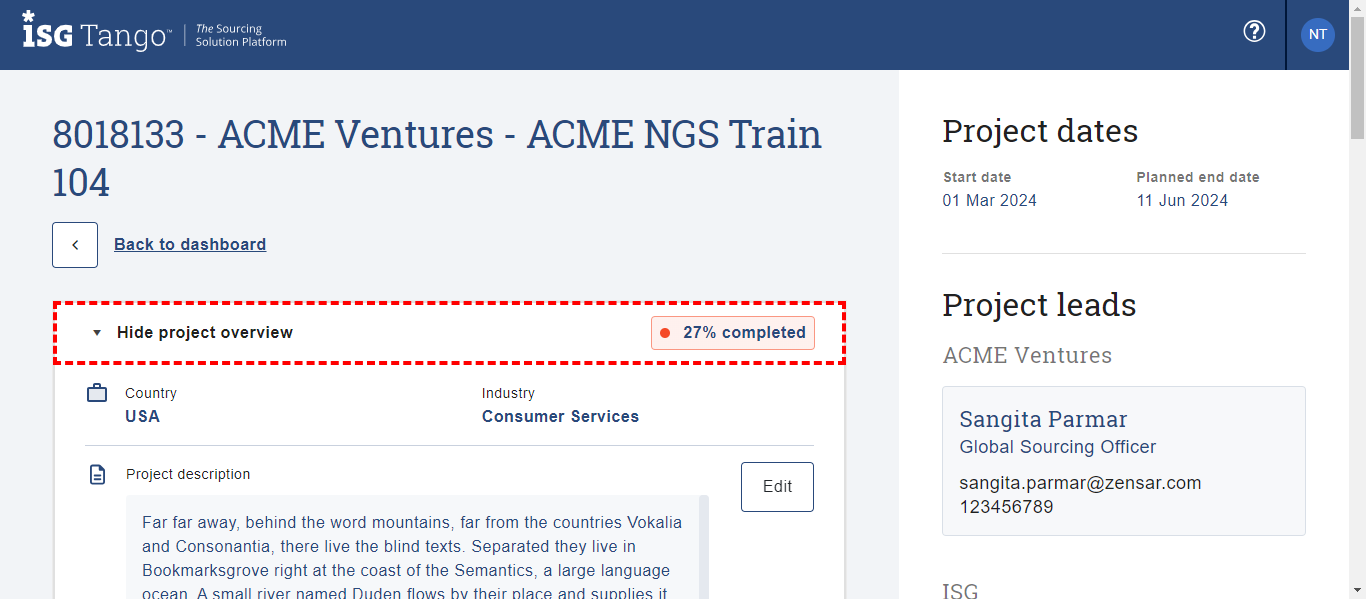 iSG Tango™ The Sourcing
Solution Platform
NT
8018133 - ACME Ventures - ACME NGS Train
104
Back to dashboard
Hide project overview 27% completed
Country
USA
Industry
Consumer Services
Project description
Edit
Far far away, behind the word mountains, far from the countries Vokalia
and Consonantia, there live the blind texts. Separated they live in
Bookmarksgrove right at the coast of the Semantics, a large language
ocean. A small river named Duden flows by their place and supplies it
Project dates
Start date
01 Mar 2024
Planned end date
11 Jun 2024
Project leads
ACME Ventures
Sangita Parmar
Global Sourcing Officer
sangita.parmar@zensar.com
123456789
ISG